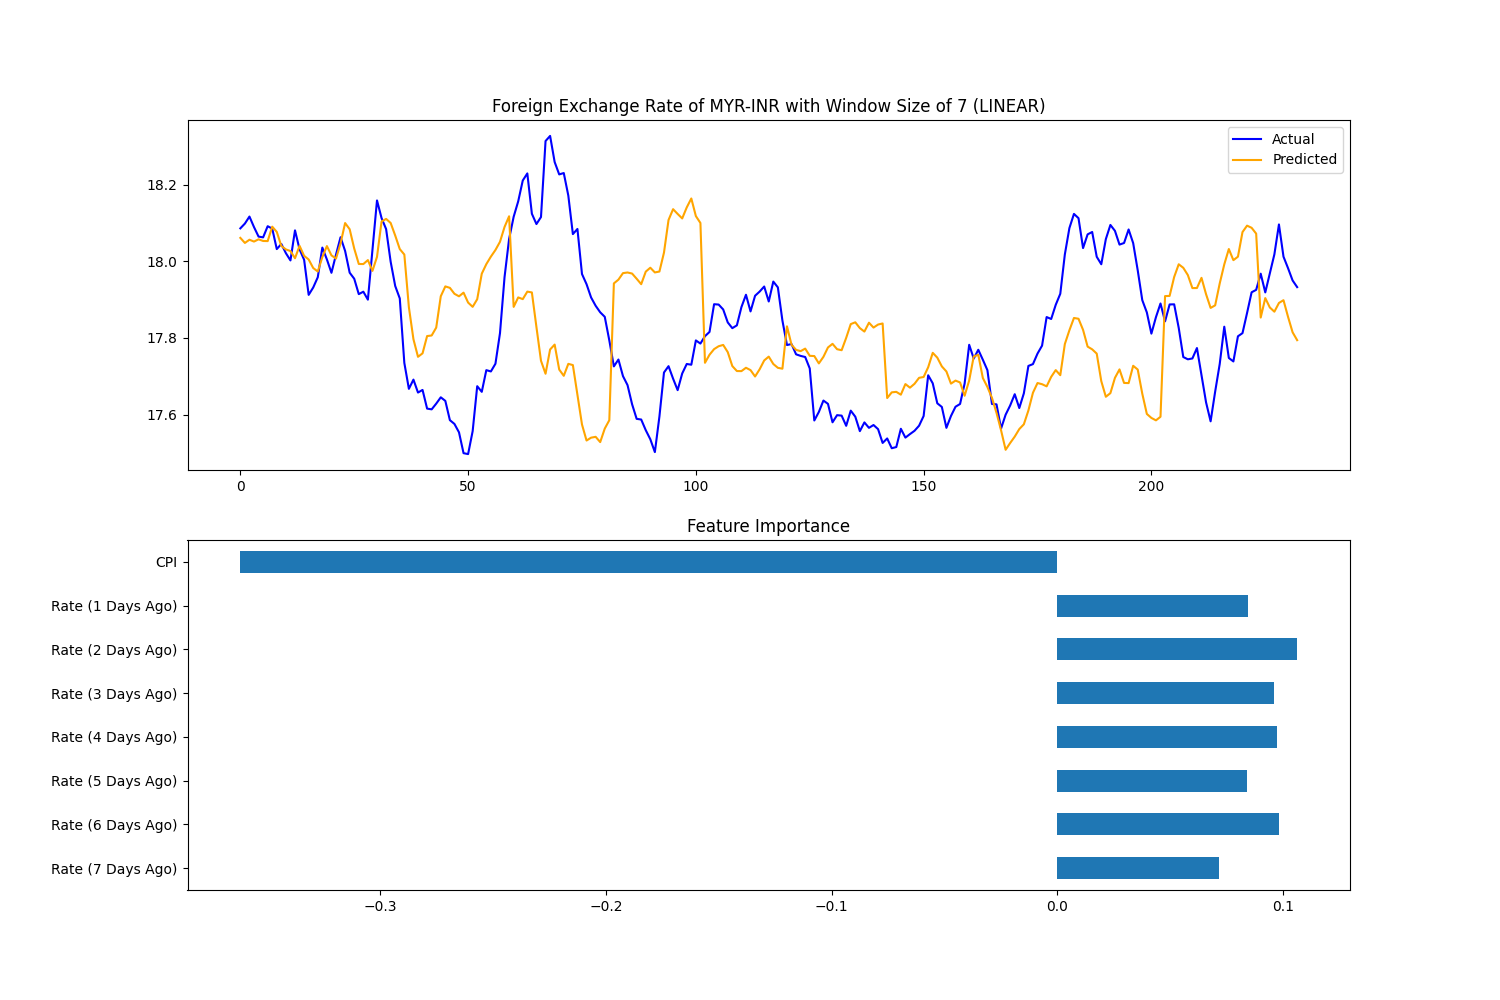 Foreign Exchange Rate of MYR-INR with Window Size of 7 (LINEAR)
Actual
Predicted
18.2
18.0
17.8
17.6
0 50 100 150 200
Feature Importance
CPI
Rate (1 Days Ago)
Rate (2 Days Ago)
Rate (3 Days Ago)
Rate (4 Days Ago)
Rate (5 Days Ago)
Rate (6 Days Ago)
Rate (7 Days Ago)
−0.3 −0.2 −0.1 0.0 0.1